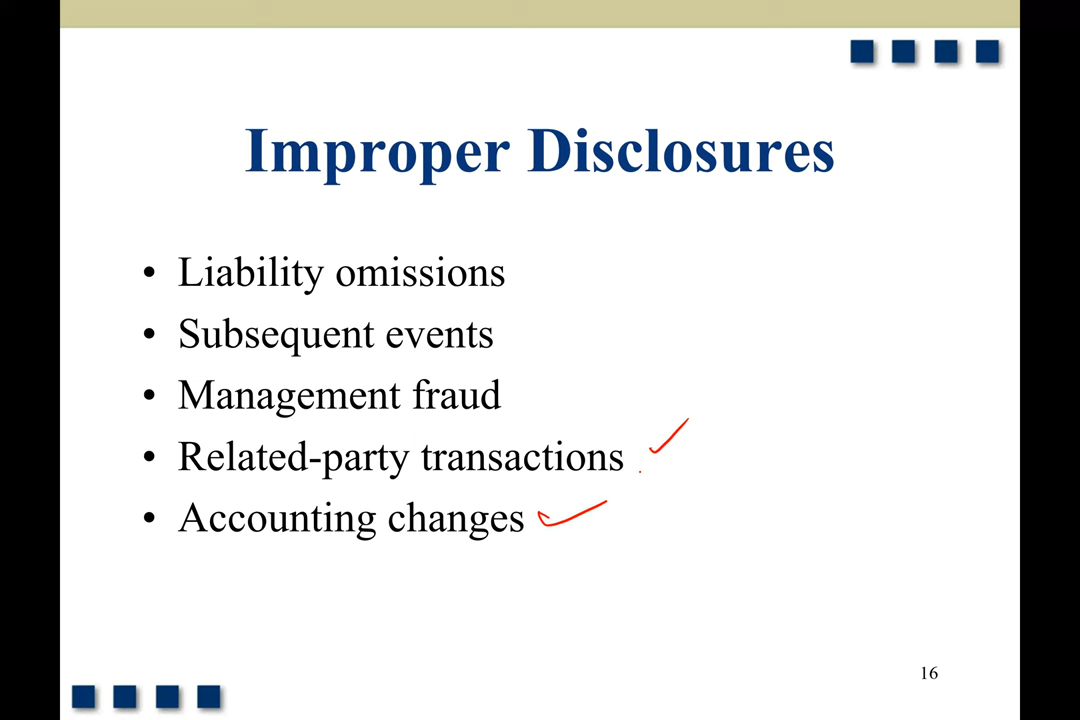 Improper Disclosures
• Liability omissions
• Subsequent events
• Management fraud
• Related-party transactions
• Accounting changes
16